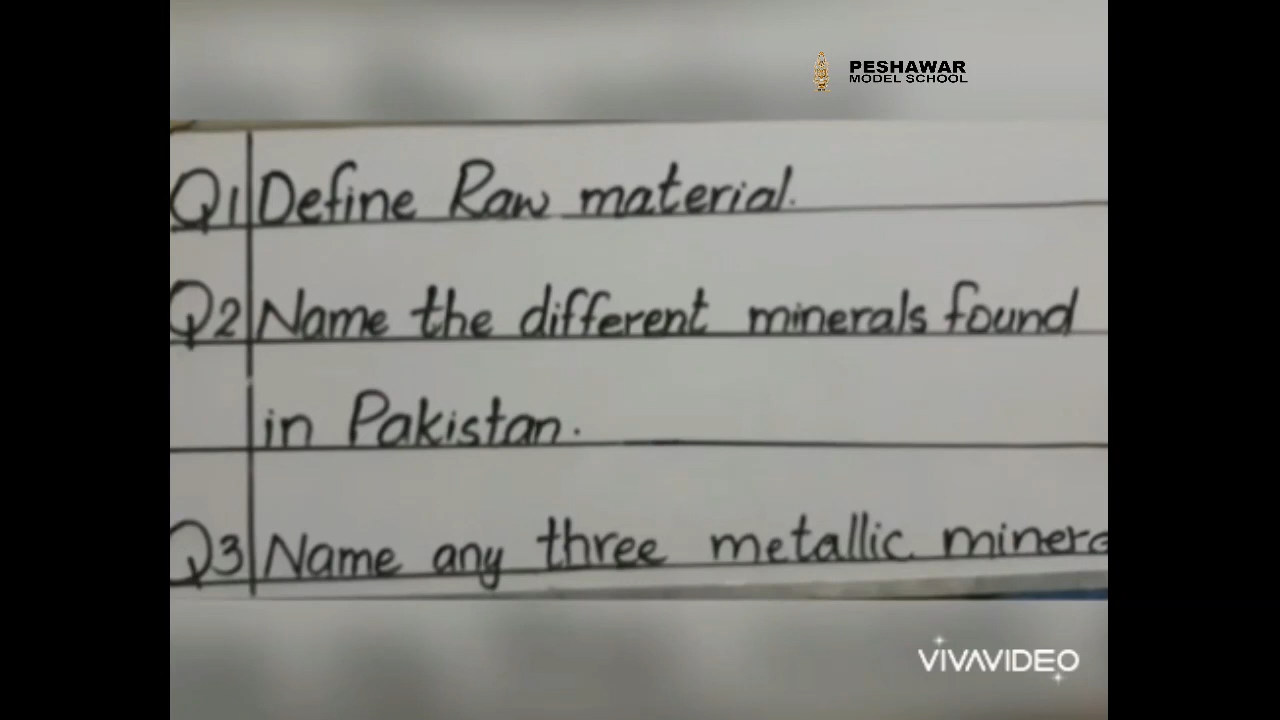 PESHAWAR
MODEL SCHOOL
Q1 Define Raw material.
Q2 Name the different minerals found
in Pakistan.
Q3 Name any three metallic
VIVAVIDEO